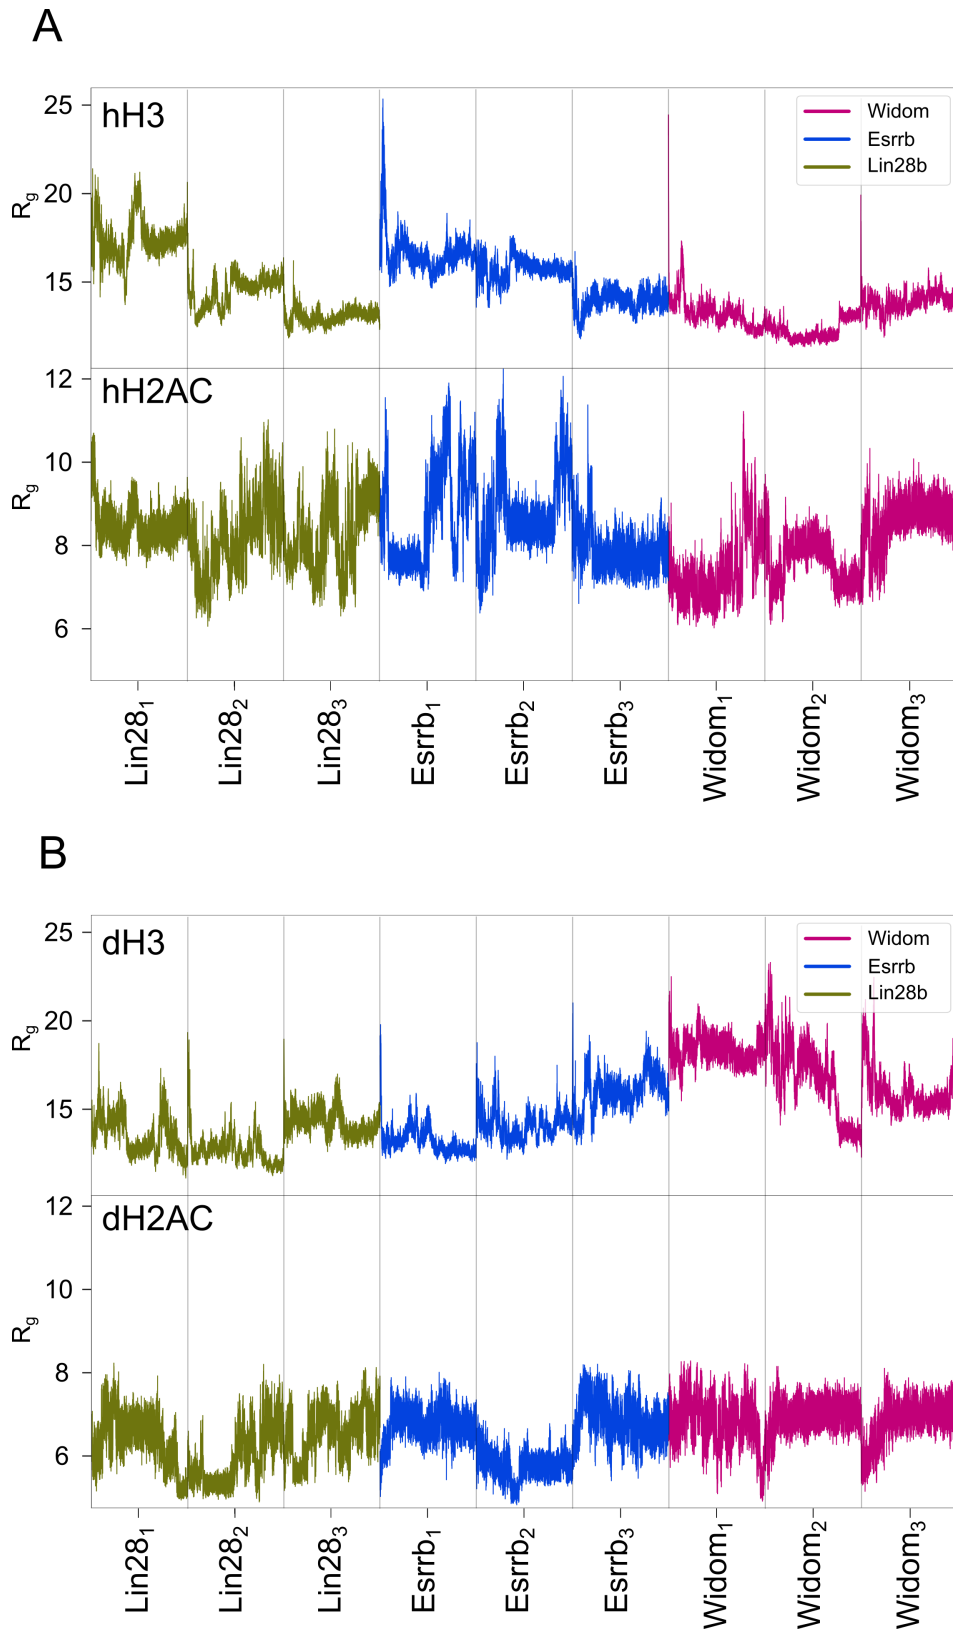 A
hH3
Widom
Esrrb
Lin28b
25
20
15
Rg
hH2AC
12
10
8
6
Rg
Lin281
Lin282
Lin283
Esrrb1
Esrrb2
Esrrb3
Widom1
Widom2
Widom3
B
dH3
Widom
Esrrb
Lin28b
25
20
15
Rg
dH2AC
12
10
8
6
Rg
Lin281
Lin282
Lin283
Esrrb1
Esrrb2
Esrrb3
Widom1
Widom2
Widom3